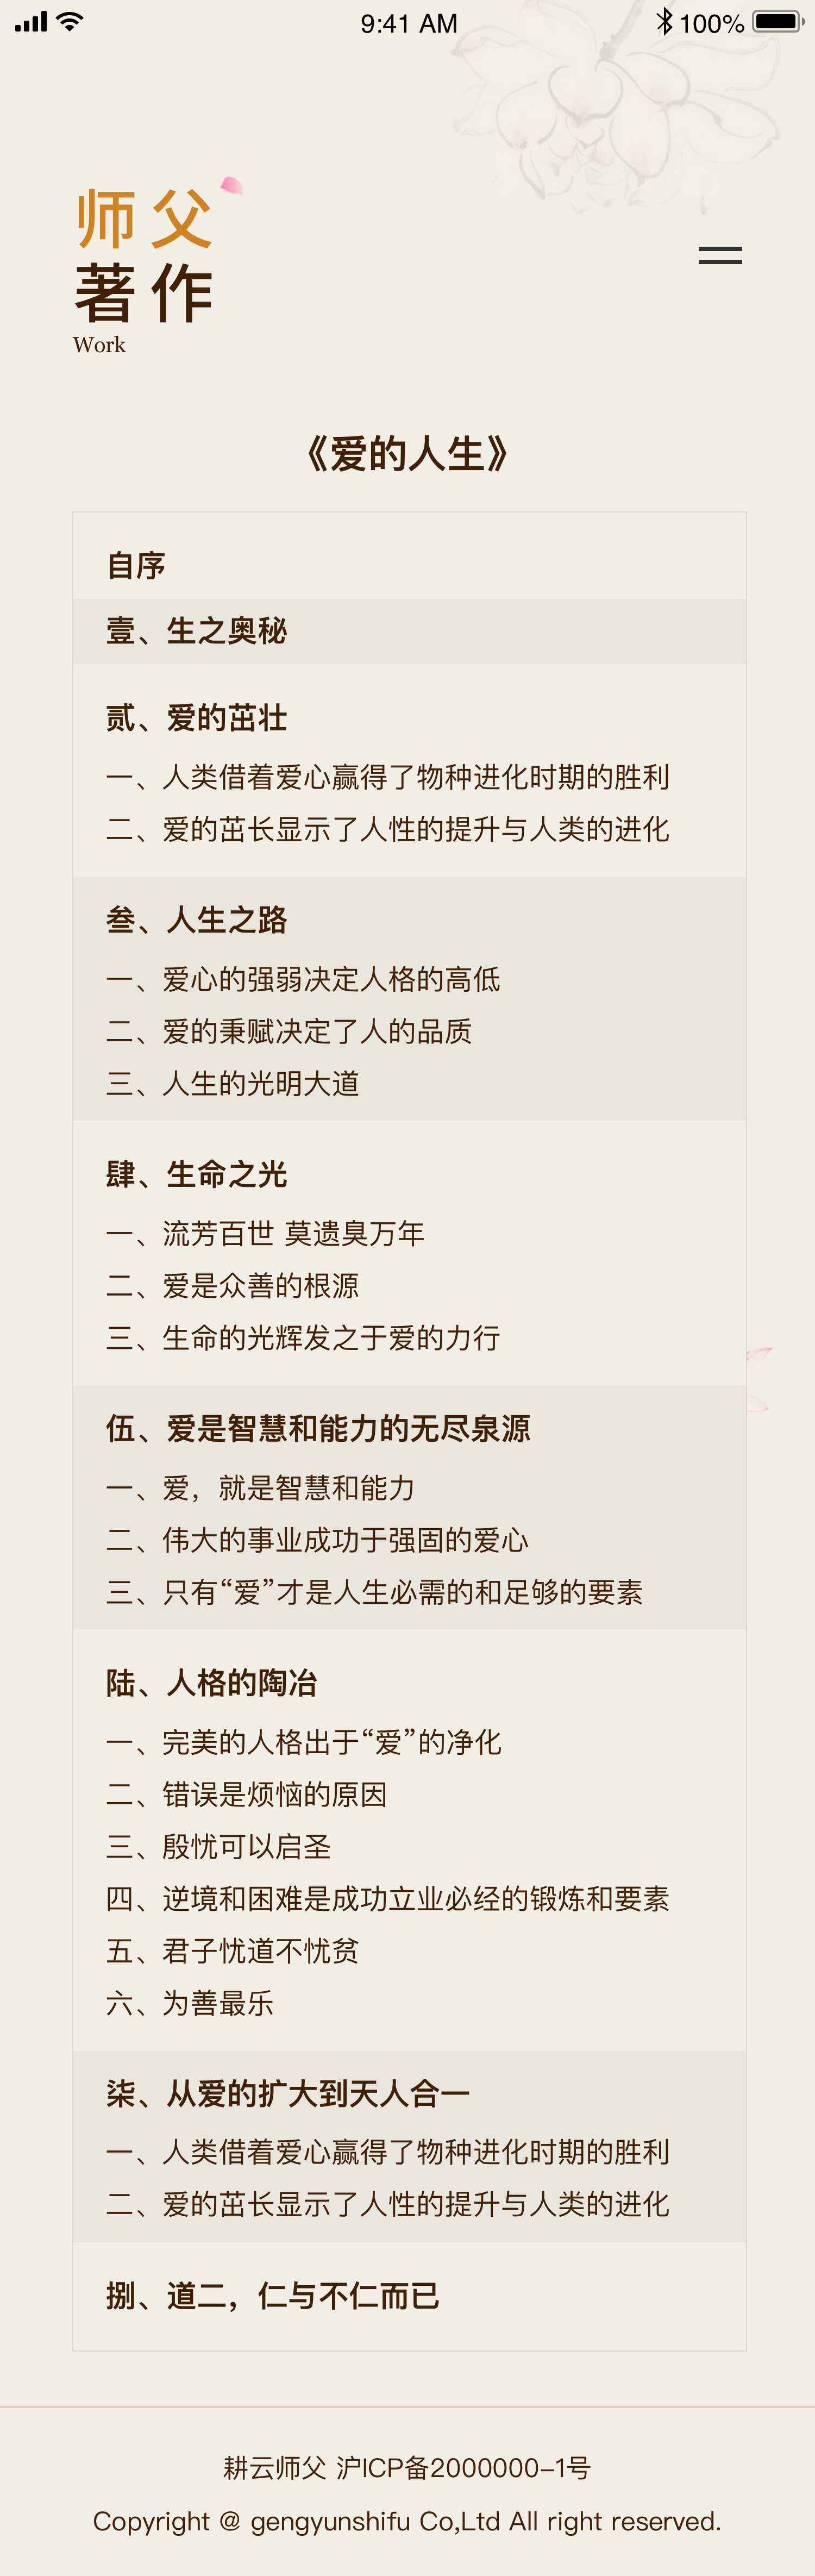 9:41 AM 100%
师父
著作
Work
《爱的人生》
自序
壹、生之奥秘
贰、爱的茁壮
一、人类借着爱心赢得了物种进化时期的胜利
二、爱的茁长显示了人性的提升与人类的进化
叁、人生之路
一、爱心的强弱决定人格的高低
二、爱的秉赋决定了人的品质
三、人生的光明大道
肆、生命之光
一、流芳百世 莫遗臭万年
二、爱是众善的根源
三、生命的光辉发之于爱的力行
伍、爱是智慧和能力的无尽泉源
一、爱，就是智慧和能力
二、伟大的事业成功于强固的爱心
三、只有“爱”才是人生必需的和足够的要素
陆、人格的陶冶
一、完美的人格出于“爱”的净化
二、错误是烦恼的原因
三、殷忧可以启圣
四、逆境和困难是成功立业必经的锻炼和要素
五、君子忧道不忧贫
六、为善最乐
柒、从爱的扩大到天人合一
一、人类借着爱心赢得了物种进化时期的胜利
二、爱的茁长显示了人性的提升与人类的进化
捌、道二，仁与不仁而已
耕云师父 沪ICP备2000000-1号
Copyright @ gengyunshifu Co,Ltd All right reserved.